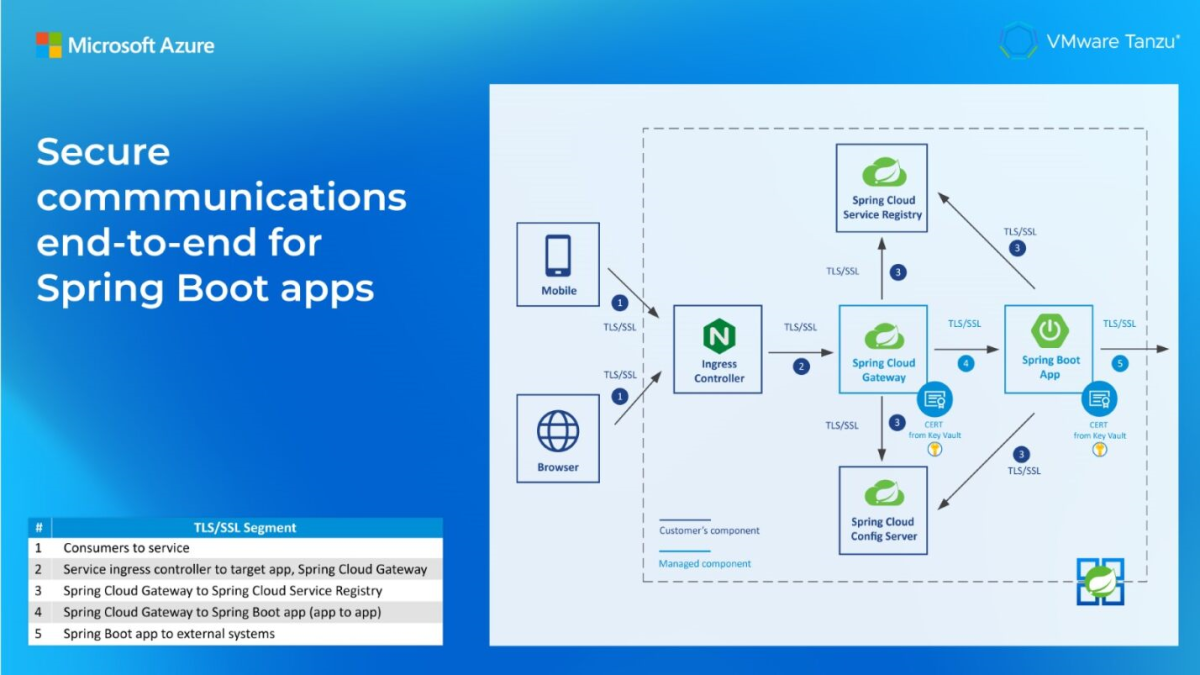 Microsoft Azure
VMware Tanzu®
Secure
commmunications
end-to-end for
Spring Boot apps
Mobile
Browser
1
TLS/SSL
TLS/SSL
1
Ingress
Controller
TLS/SSL
2
Spring Cloud
Service Registry
TLS/SSL
3
TLS/SSL
3
Spring Cloud
Gateway
CERT
from Key Vault
TLS/SSL
4
Spring Boot
App
CERT
from Key Vault
TLS/SSL
5
TLS/SSL
3
3
TLS/SSL
Spring Cloud
Config Server
Customer's component
Managed component
# TLS/SSL Segment
1 Consumers to service
2 Service ingress controller to target app, Spring Cloud Gateway
3 Spring Cloud Gateway to Spring Cloud Service Registry
4 Spring Cloud Gateway to Spring Boot app (app to app)
5 Spring Boot app to external systems